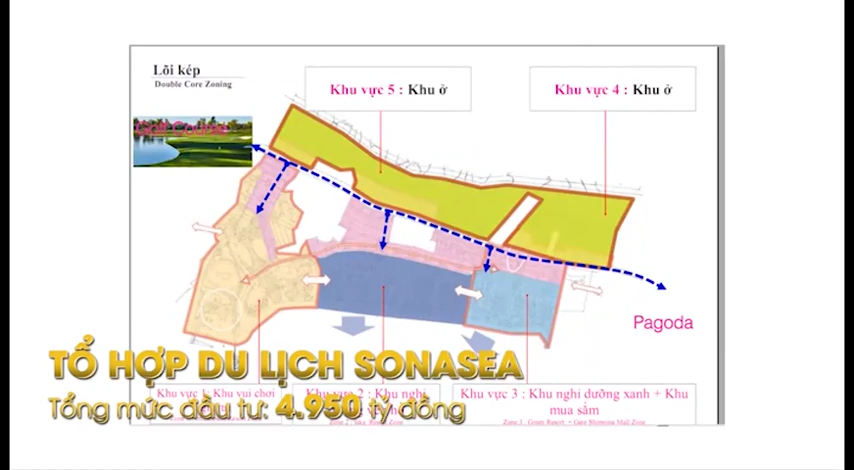 Lõi kép
Double Core Zoning
Khu vực 5 : Khu ở
Khu vực 4 : Khu ở
Golf Course
Pagoda
TỔ HỢP DU LỊCH SONASEA
Khu vực 1: Khu vui chơi
Khu vực 2 : Khu nghỉ
Khu vực 3 : Khu nghỉ dưỡng xanh + Khu
mua sắm
Tổng mức đầu tư: 4.950 tỷ đồng